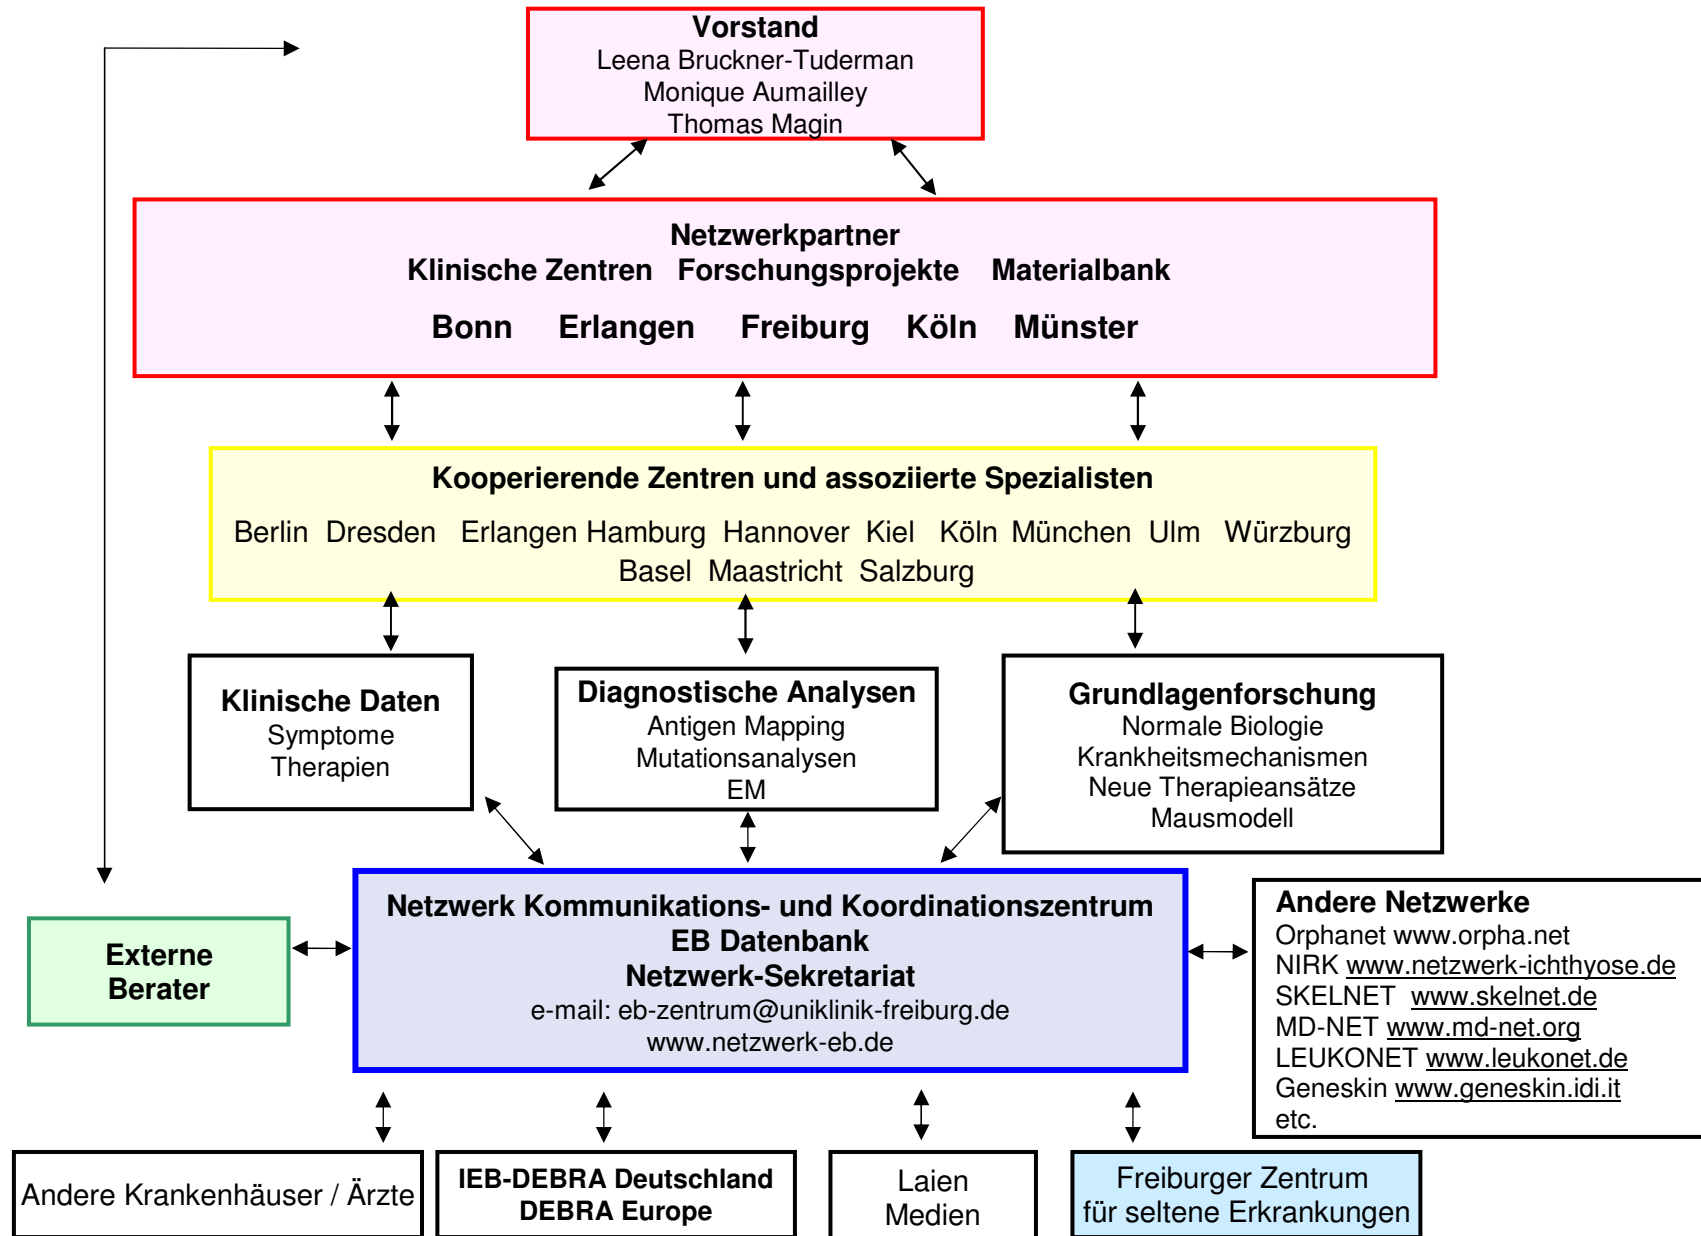 Vorstand
Leena Bruckner-Tuderman
Monique Aumailley
Thomas Magin
Netzwerkpartner
Klinische Zentren Forschungsprojekte Materialbank
Bonn Erlangen Freiburg Köln Münster
Kooperierende Zentren und assoziierte Spezialisten
Berlin Dresden Erlangen Hamburg Hannover Kiel Köln München Ulm Würzburg
Basel Maastricht Salzburg
Klinische Daten
Symptome
Therapien
Diagnostische Analysen
Antigen Mapping
Mutationsanalysen
EM
Grundlagenforschung
Normale Biologie
Krankheitsmechanismen
Neue Therapieansätze
Mausmodell
Externe
Berater
Netzwerk Kommunikations- und Koordinationszentrum
EB Datenbank
Netzwerk-Sekretariat
e-mail: eb-zentrum@uniklinik-freiburg.de
www.netzwerk-eb.de
Andere Netzwerke
Orphanet www.orpha.net
NIRK www.netzwerk-ichthyose.de
SKELNET www.skelnet.de
MD-NET www.md-net.org
LEUKONET www.leukonet.de
Geneskin www.geneskin.idi.it
etc.
Andere Krankenhäuser / Ärzte
IEB-DEBRA Deutschland
DEBRA Europe
Laien
Medien
Freiburger Zentrum
für seltene Erkrankungen